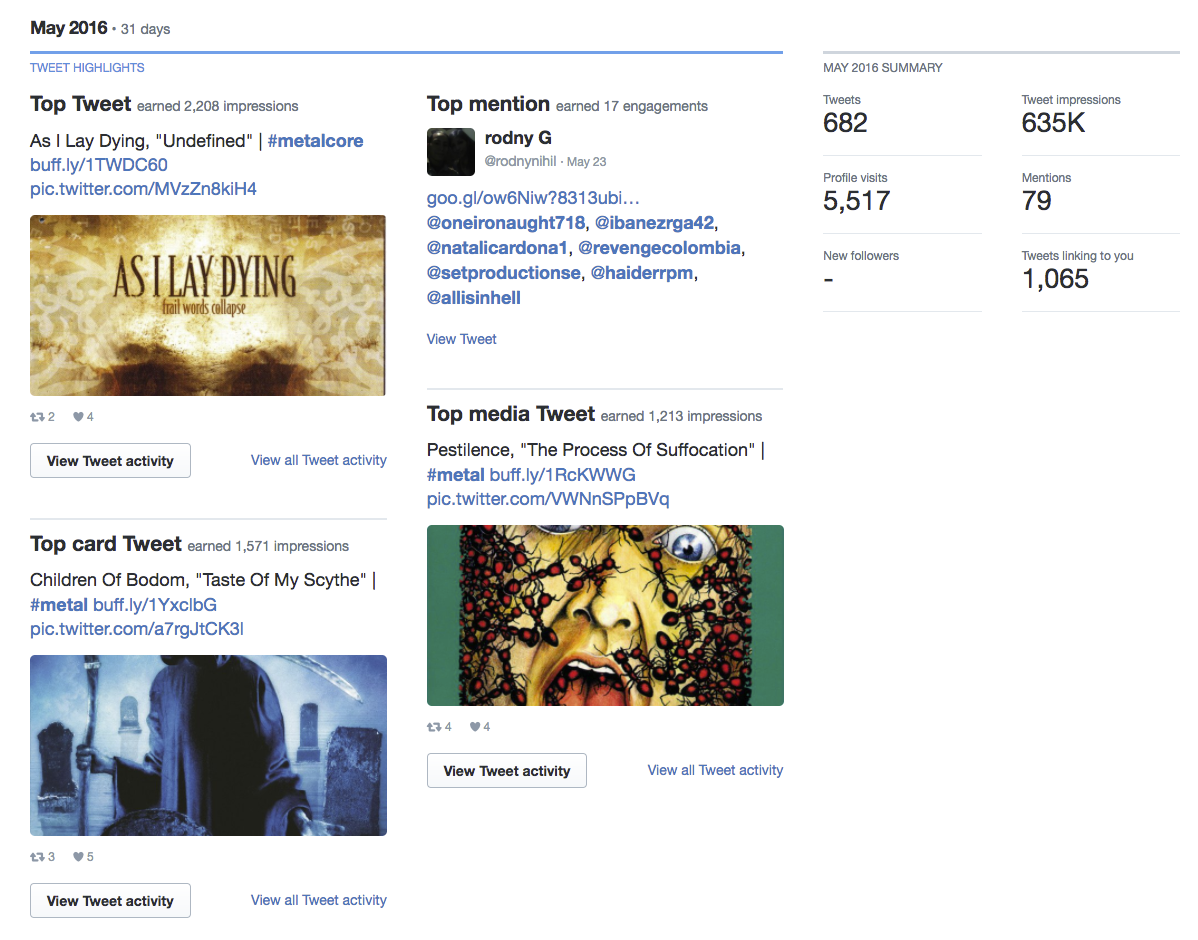 May 2016 · 31 days
TWEET HIGHLIGHTS
Top Tweet earned 2,208 impressions
As I Lay Dying, "Undefined" | #metalcore
buff.ly/1TWDC60
pic.twitter.com/MVzZn8kiH4
AS I LAY DYING
frail words collapse
2 4
View Tweet activity
View all Tweet activity
Top card Tweet earned 1,571 impressions
Children Of Bodom, "Taste Of My Scythe" |
#metal buff.ly/1YxclbG
pic.twitter.com/a7rgJtCK3l
3 5
View Tweet activity
View all Tweet activity
Top mention earned 17 engagements
rodny G
@rodnynihil · May 23
goo.gl/ow6Niw?8313ubi…
@oneironaught718, @ibanezrga42,
@natalicardona1, @revengecolombia,
@setproductionse, @haiderrpm,
@allisinhell
View Tweet
Top media Tweet earned 1,213 impressions
Pestilence, "The Process Of Suffocation" |
#metal buff.ly/1RcKWWG
pic.twitter.com/VWNnSPpBVq
4 4
View Tweet activity
View all Tweet activity
MAY 2016 SUMMARY
Tweets
682
Tweet impressions
635K
Profile visits
5,517
Mentions
79
New followers
-
Tweets linking to you
1,065